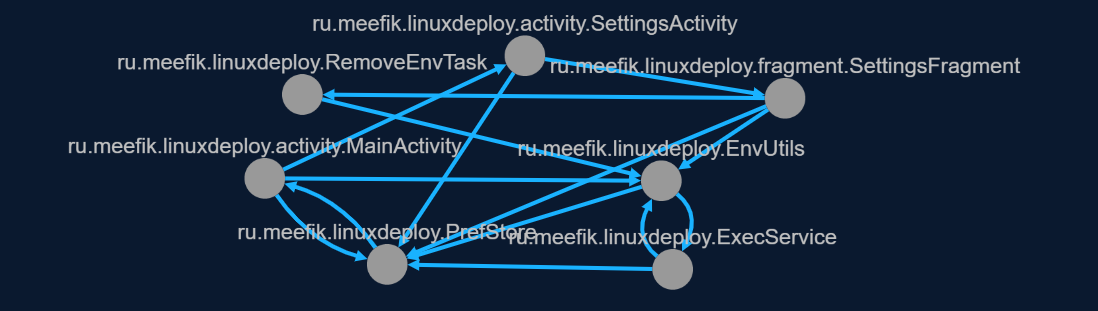 ru.meefik.linuxdeploy.activity.SettingsActivity
ru.meefik.linuxdeploy.RemoveEnvTask
ru.meefik.linuxdeploy.fragment.SettingsFragment
ru.meefik.linuxdeploy.activity.MainActivity
ru.meefik.linuxdeploy.EnvUtils
ru.meefik.linuxdeploy.PrefStore
ru.meefik.linuxdeploy.ExecService